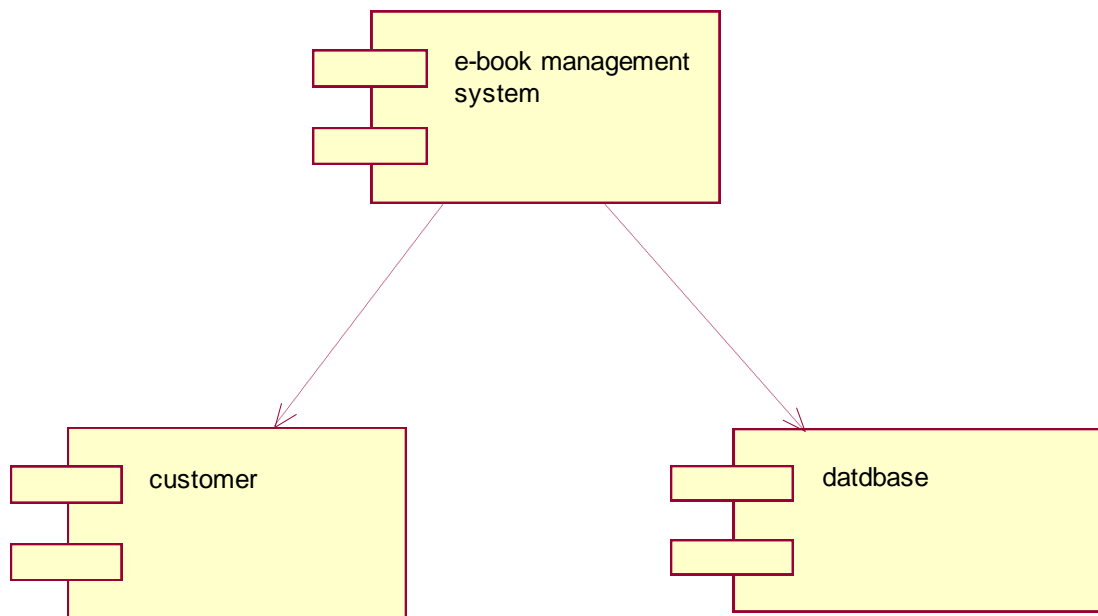 e-book management
system
customer
datdbase